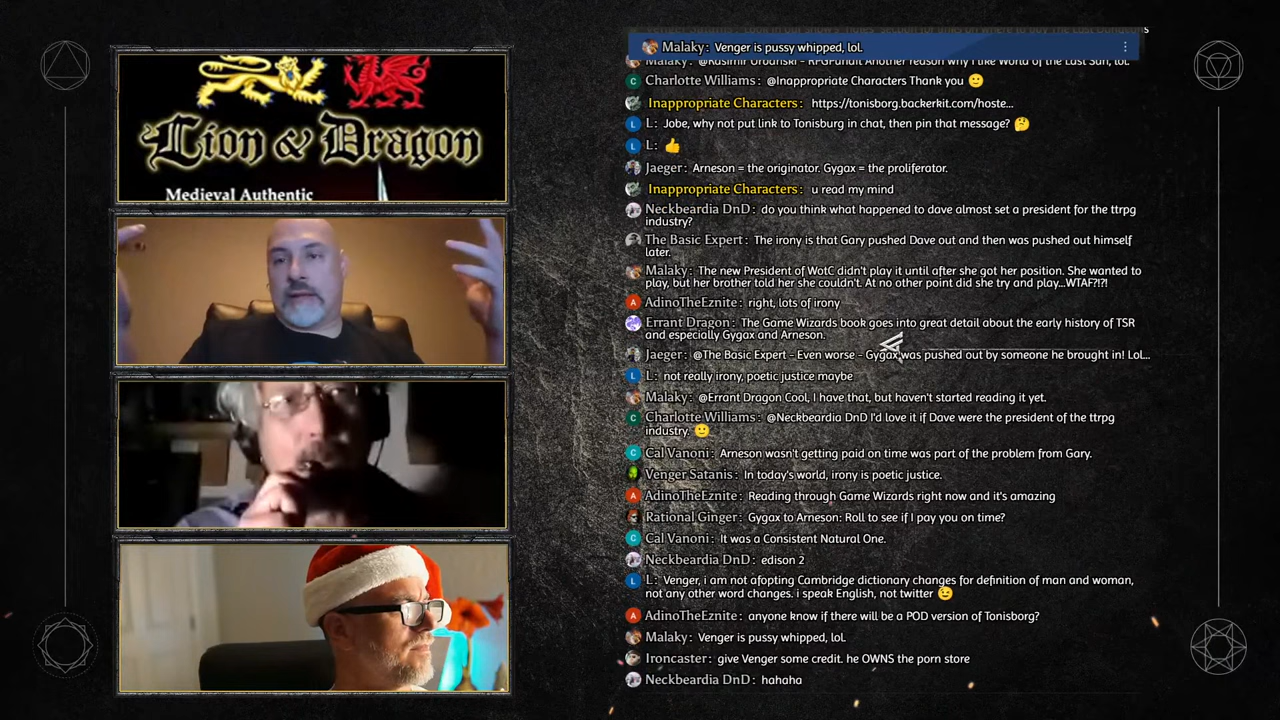 Lion & Dragon
Medieval Authentic
Malaky: Venger is pussy whipped, lol.
Malaky: @Kasimir Urbanski - RPGPundit Another reason why I like World of the Last Sun, lol.
Charlotte Williams: @Inappropriate Characters Thank you 🙂
Inappropriate Characters: https://tonisborg.backerkit.com/hoste...
L: Jobe, why not put link to Tonisburg in chat, then pin that message? 🤔
L: 👍
Jaeger: Arneson = the originator. Gygax = the proliferator.
Inappropriate Characters: u read my mind
Neckbeardia DnD: do you think what happened to dave almost set a president for the ttrpg
industry?
The Basic Expert: The irony is that Gary pushed Dave out and then was pushed out himself
later.
Malaky: The new President of WotC didn't play it until after she got her position. She wanted to
play, but her brother told her she couldn't. At no other point did she try and play...WTAF?!?!
AdinoTheEznite: right, lots of irony
Errant Dragon: The Game Wizards book goes into great detail about the early history of TSR
and especially Gygax and Arneson.
Jaeger: @The Basic Expert - Even worse - Gygax was pushed out by someone he brought in! Lol...
L: not really irony, poetic justice maybe
Malaky: @Errant Dragon Cool, I have that, but haven't started reading it yet.
Charlotte Williams: @Neckbeardia DnD I'd love it if Dave were the president of the ttrpg
industry. 🙂
Cal Vanoni: Arneson wasn't getting paid on time was part of the problem from Gary.
Venger Satanis: In today's world, irony is poetic justice.
AdinoTheEznite: Reading through Game Wizards right now and it's amazing
Rational Ginger: Gygax to Arneson: Roll to see if I pay you on time?
Cal Vanoni: It was a Consistent Natural One.
Neckbeardia DnD: edison 2
L: Venger, i am not afopting Cambridge dictionary changes for definition of man and woman,
not any other word changes. i speak English, not twitter 😉
AdinoTheEznite: anyone know if there will be a POD version of Tonisborg?
Malaky: Venger is pussy whipped, lol.
Ironcaster: give Venger some credit. he OWNS the porn store
Neckbeardia DnD: hahaha